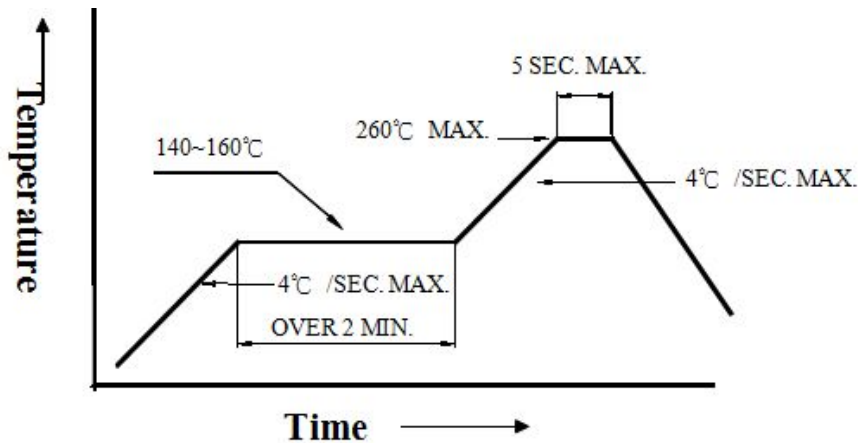 5 SEC. MAX.
260℃ MAX.
140~160℃
4℃ /SEC. MAX.
4℃ /SEC. MAX.
OVER 2 MIN.
Temperature
Time